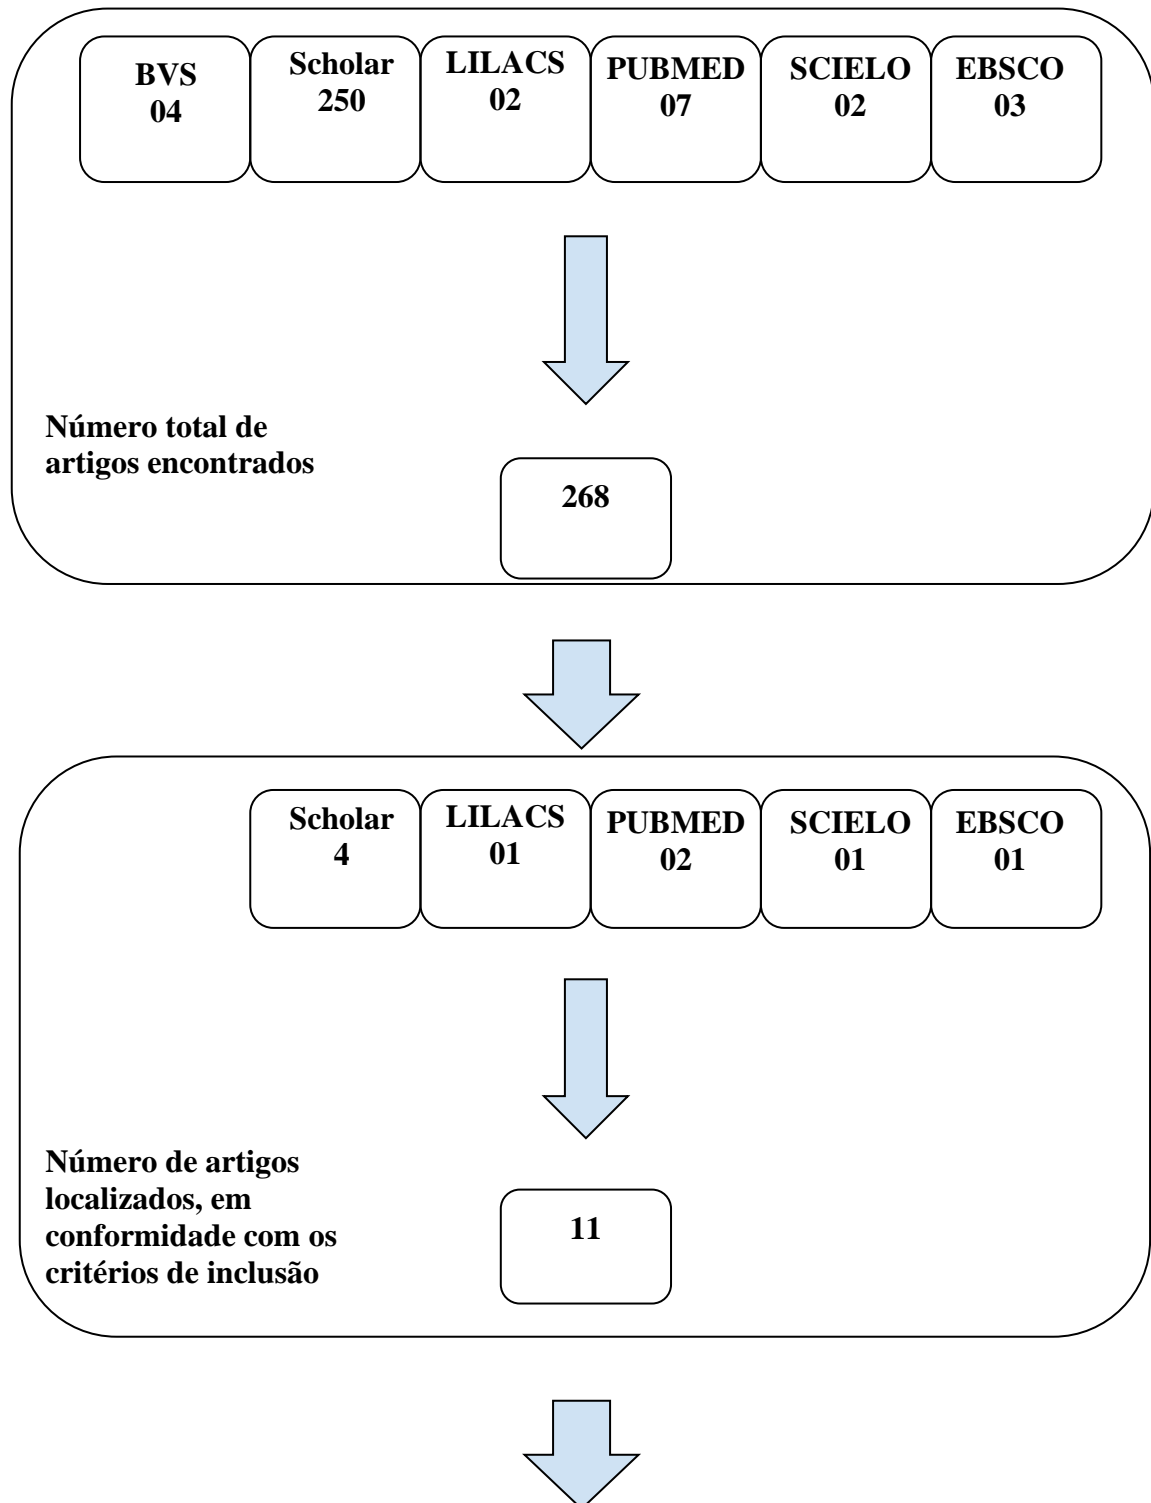 BVS
04
Scholar
250
LILACS
02
PUBMED
07
SCIELO
02
EBSCO
03
Número total de
artigos encontrados
268
Scholar
4
LILACS
01
PUBMED
02
SCIELO
01
EBSCO
01
Número de artigos
localizados, em
conformidade com os
critérios de inclusão
11